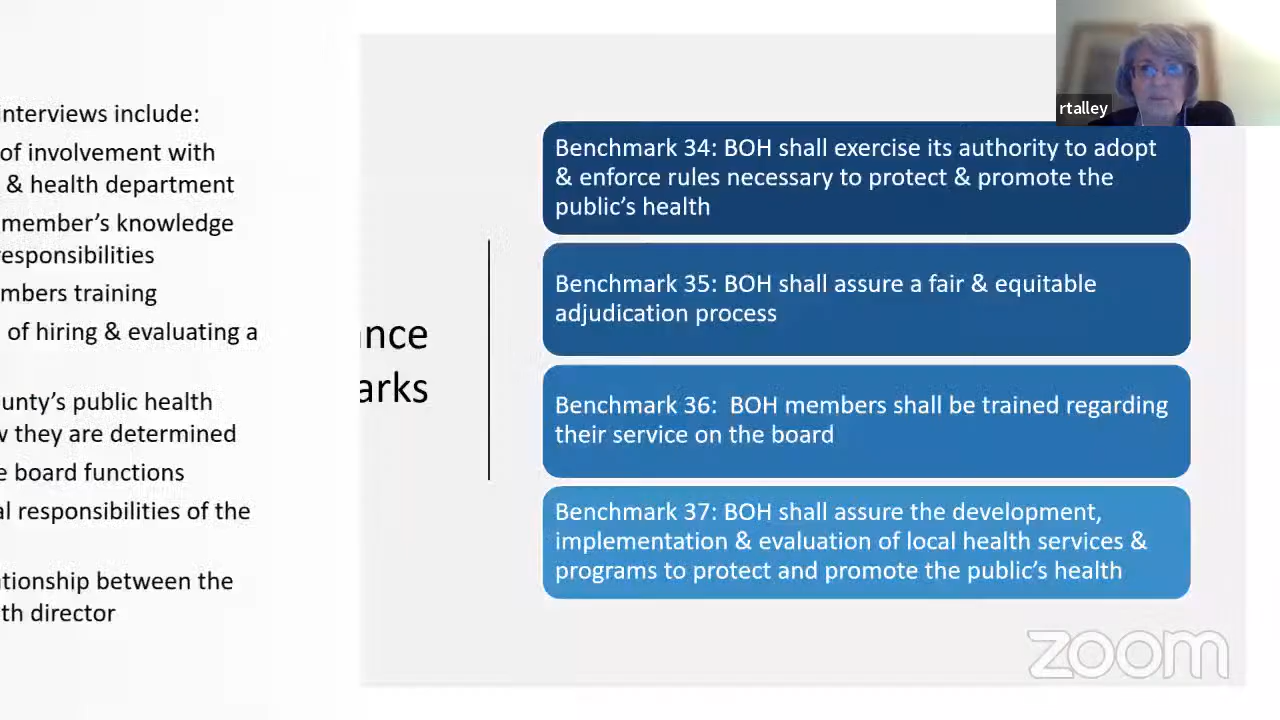 nterviews include:
of involvement with
& health department
member's knowledge
esponsibilities
mbers training
of hiring & evaluating a
unty's public health
w they are determined
e board functions
al responsibilities of the
ationship between the
th director
ance
arks
Benchmark 34: BOH shall exercise its authority to adopt
& enforce rules necessary to protect & promote the
public's health
Benchmark 35: BOH shall assure a fair & equitable
adjudication process
Benchmark 36: BOH members shall be trained regarding
their service on the board
Benchmark 37: BOH shall assure the development,
implementation & evaluation of local health services &
programs to protect and promote the public's health
rtalley
zoom